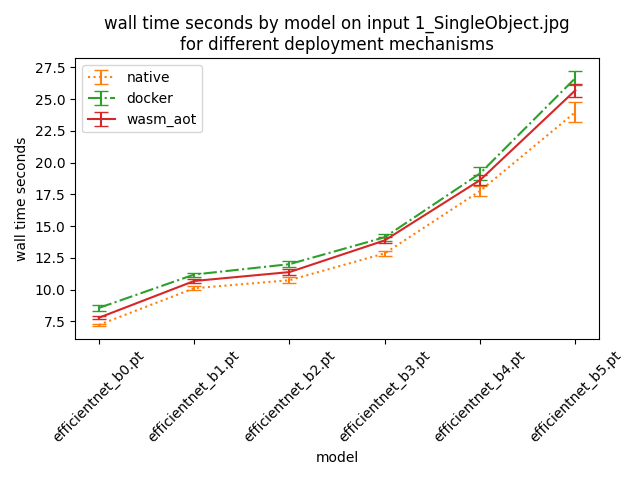 wall time seconds by model on input 1_SingleObject.jpg
for different deployment mechanisms
native
docker
wasm_aot
27.5
25.0
22.5
20.0
17.5
15.0
12.5
10.0
7.5
wall time seconds
efficientnet_b0.pt
efficientnet_b1.pt
efficientnet_b2.pt
efficientnet_b3.pt
efficientnet_b4.pt
efficientnet_b5.pt
model